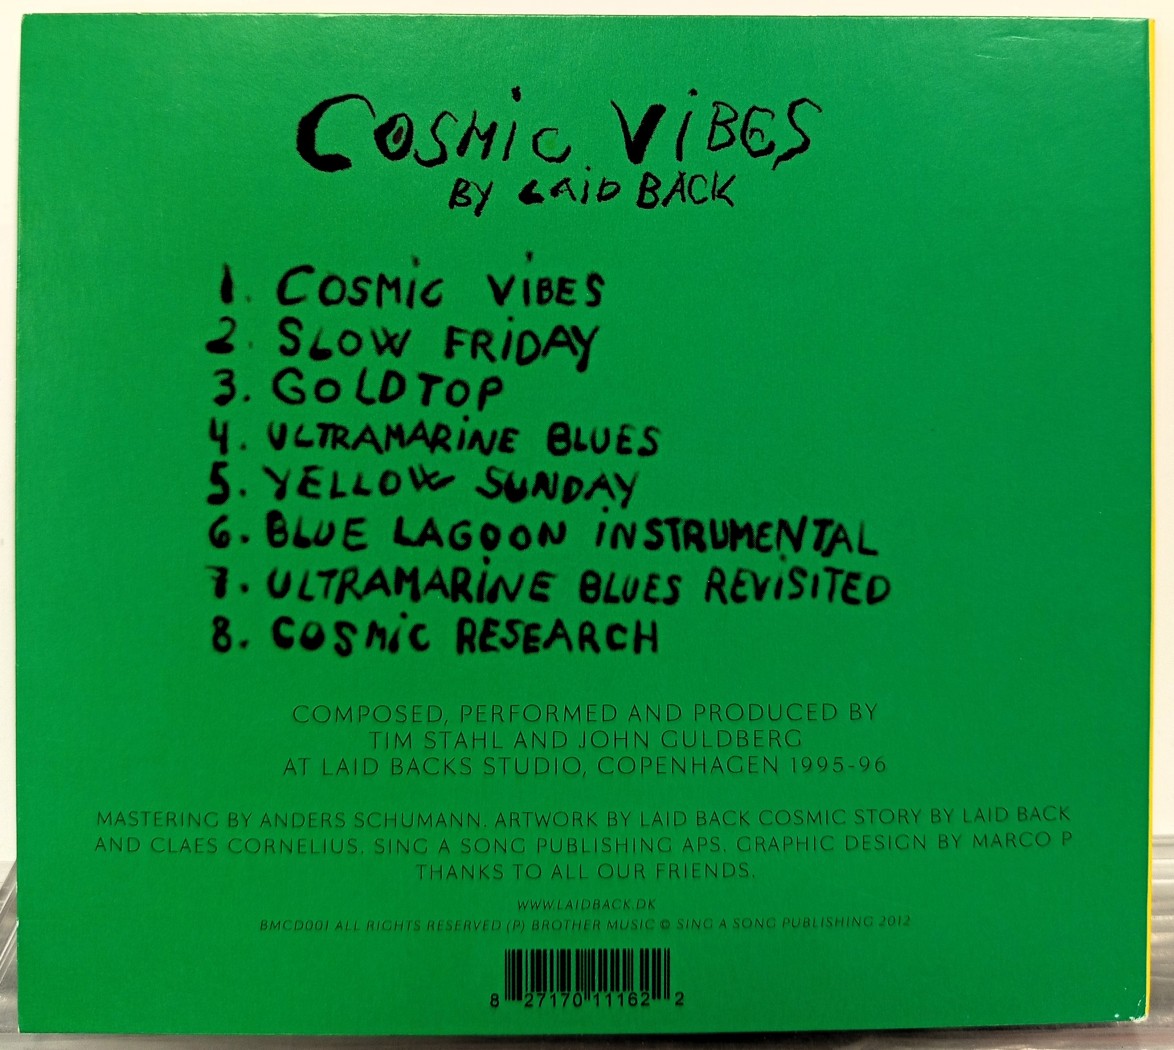 COSMiC ViBES
BY LAiD BACK
1. COSMiC ViBES
2. SLOW FRiDAY
3. GOLDTOP
4. ULTRAMARiNE BLUES
5. YELLOW SUNDAY
6. BLUE LAGOON iNSTRUMENTAL
7. ULTRAMARiNE BLUES REViSiTED
8. COSMiC RESEARCH
COMPOSED, PERFORMED AND PRODUCED BY
TIM STAHL AND JOHN GULDBERG
AT LAID BACKS STUDIO, COPENHAGEN 1995-96
MASTERING BY ANDERS SCHUMANN. ARTWORK BY LAID BACK COSMIC STORY BY LAID BACK
AND CLAES CORNELIUS. SING A SONG PUBLISHING APS. GRAPHIC DESIGN BY MARCO P
THANKS TO ALL OUR FRIENDS.
WWW.LAIDBACK.DK
BMCD001 ALL RIGHTS RESERVED (P) BROTHER MUSIC © SING A SONG PUBLISHING 2012
8 27170 11162 2